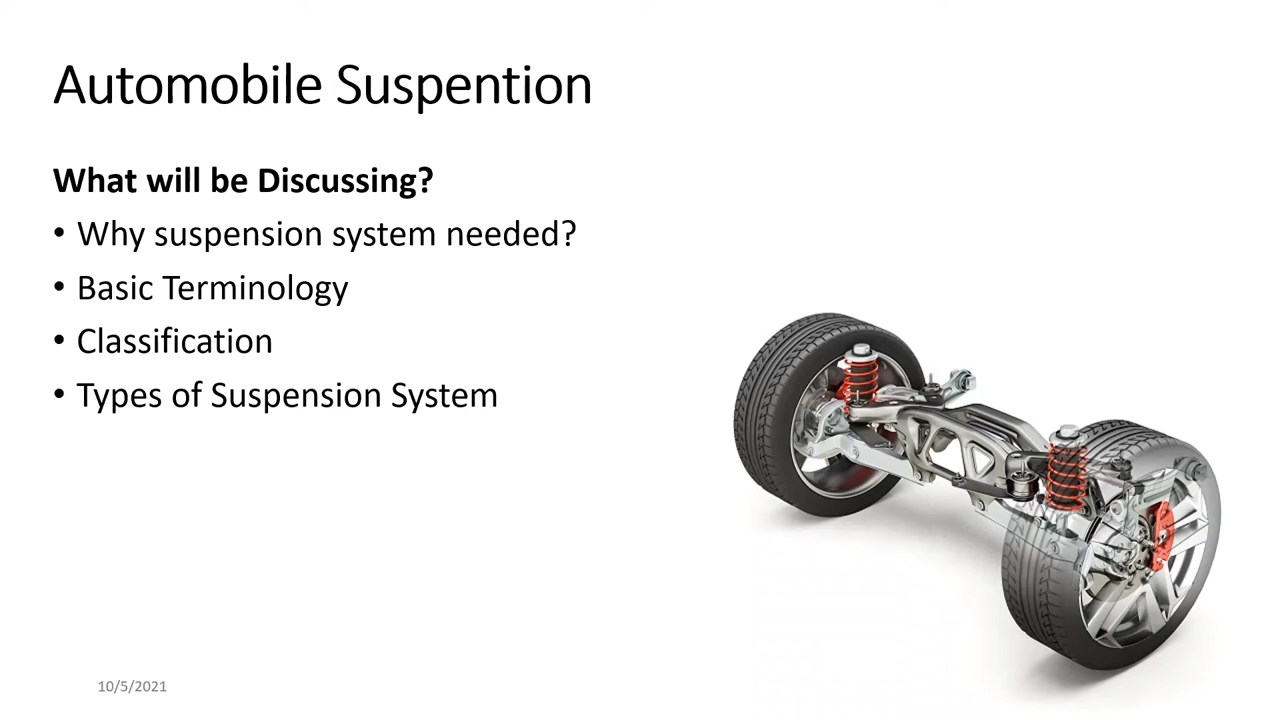 Automobile Suspention
What will be Discussing?
• Why suspension system needed?
• Basic Terminology
• Classification
• Types of Suspension System
10/5/2021